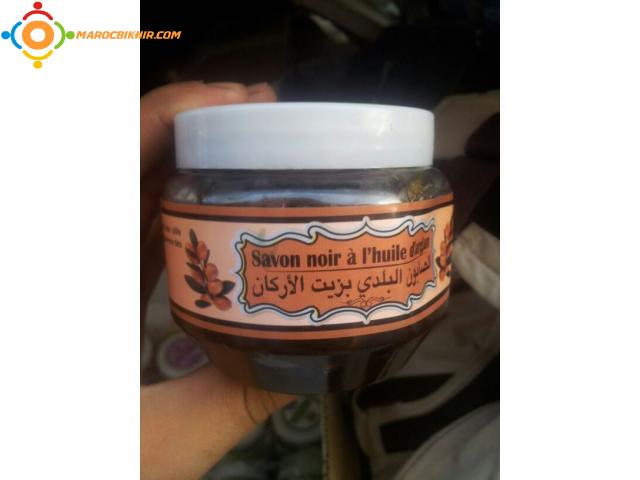 MAROCBIKHIR.COM
Savon noir à l'huile d'argan
الصابون البلدي بزيت الأركان